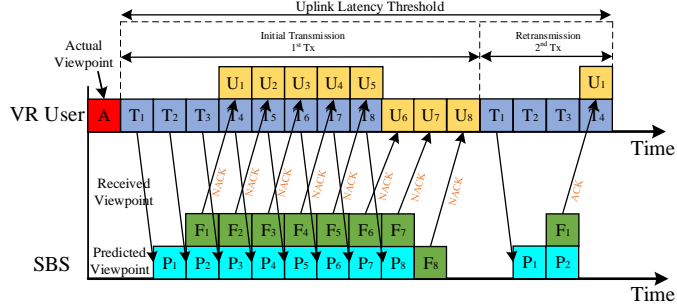 Uplink Latency Threshold
Actual
Viewpoint
Initial Transmission
1st Tx
Retransmission
2nd Tx
U1 U2 U3 U4 U5 U1
VR User A T1 T2 T3 T4 T5 T6 T7 T8 U6 U7 U8 T1 T2 T3 T4
Time
Received
Viewpoint
NACK NACK NACK NACK NACK NACK NACK NACK ACK
F1 F2 F3 F4 F5 F6 F7 F1
Predicted
Viewpoint
SBS P1 P2 P3 P4 P5 P6 P7 P8 F8 P1 P2
Time